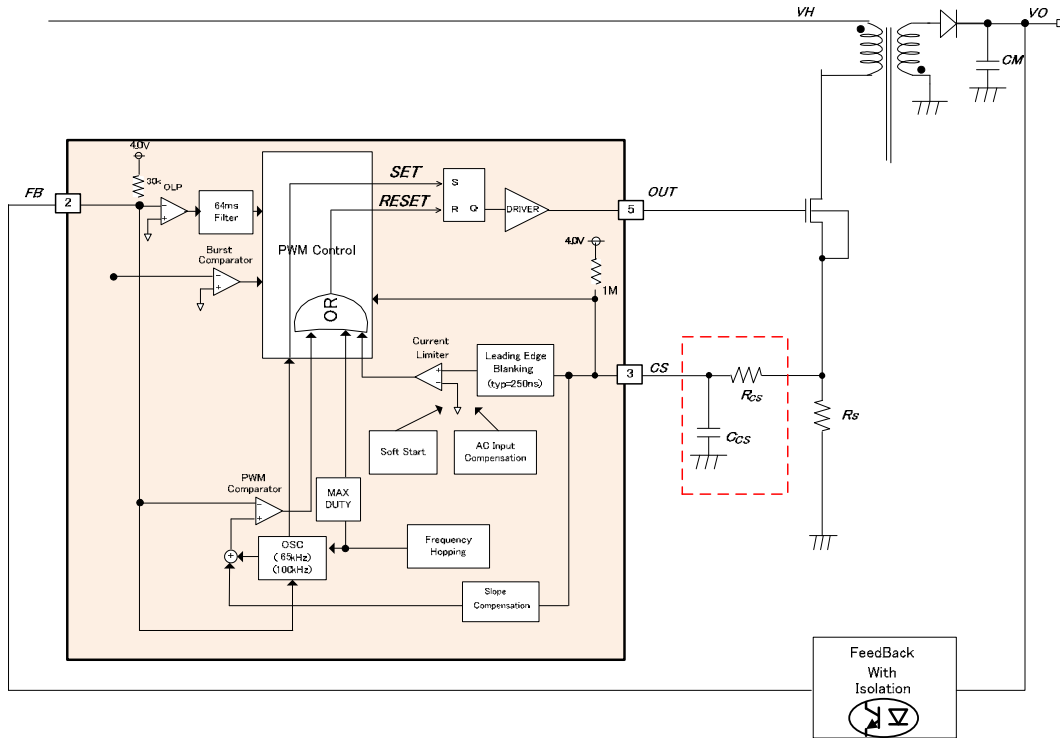 VH
VO
CM
4.0V
30k
OLP
FB
2
64ms
Filter
SET
RESET
S
R
Q
DRIVER
5
OUT
PWM Control
Burst
Comparator
4.0V
1M
OR
Current
Limiter
Leading Edge
Blanking
(typ=250ns)
3
CS
RCS
CCS
RS
Soft Start
AC Input
Compensation
PWM
Comparator
MAX
DUTY
OSC
(65kHz)
(100kHz)
Frequency
Hopping
Slope
Compensation
FeedBack
With
Isolation